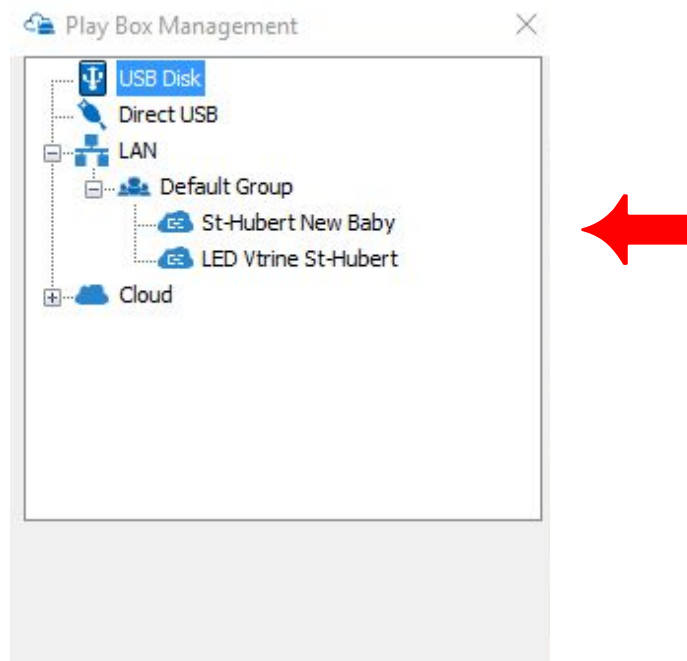 Play Box Management
USB Disk
Direct USB
LAN
Default Group
St-Hubert New Baby
LED Vtrine St-Hubert
Cloud